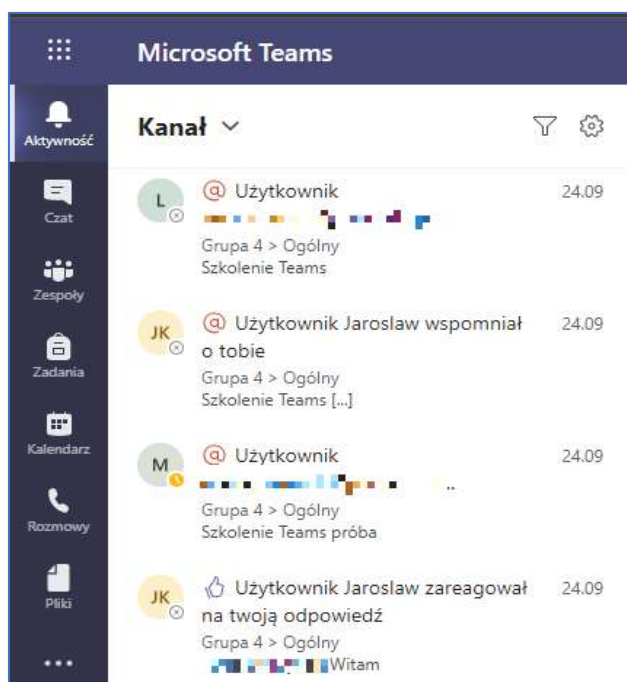 Microsoft Teams
Aktywność
Czat
Zespoły
Zadania
Kalendarz
Rozmowy
Pliki
Kanał
L
@ Użytkownik
24.09
Grupa 4 > Ogólny
Szkolenie Teams
JK
@ Użytkownik Jaroslaw wspomniał
24.09
o tobie
Grupa 4 > Ogólny
Szkolenie Teams [...]
M
@ Użytkownik
24.09
..
Grupa 4 > Ogólny
Szkolenie Teams próba
JK
Użytkownik Jaroslaw zareagował
24.09
na twoją odpowiedź
Grupa 4 > Ogólny
Witam